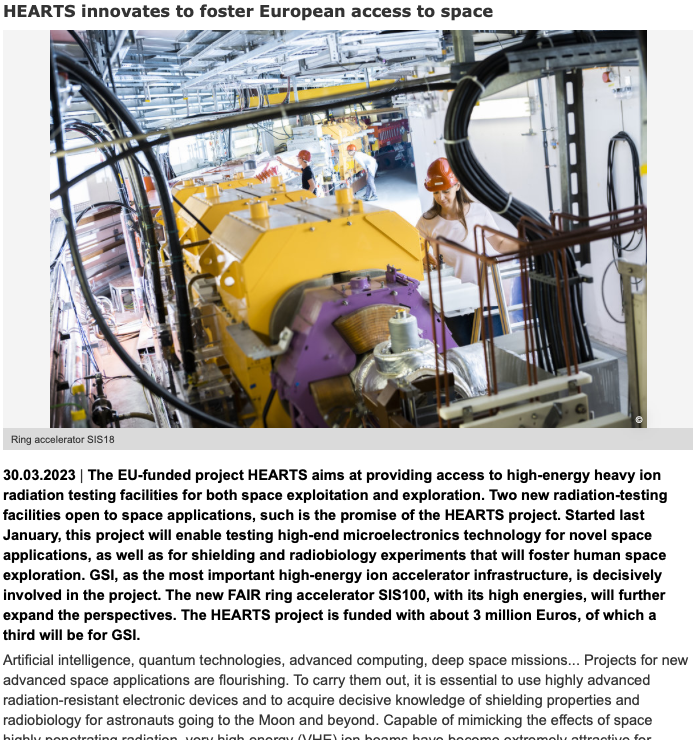 HEARTS innovates to foster European access to space
©
Ring accelerator SIS18
30.03.2023 | The EU-funded project HEARTS aims at providing access to high-energy heavy ion
radiation testing facilities for both space exploitation and exploration. Two new radiation-testing
facilities open to space applications, such is the promise of the HEARTS project. Started last
January, this project will enable testing high-end microelectronics technology for novel space
applications, as well as for shielding and radiobiology experiments that will foster human space
exploration. GSI, as the most important high-energy ion accelerator infrastructure, is decisively
involved in the project. The new FAIR ring accelerator SIS100, with its high energies, will further
expand the perspectives. The HEARTS project is funded with about 3 million Euros, of which a
third will be for GSI.
Artificial intelligence, quantum technologies, advanced computing, deep space missions... Projects for new
advanced space applications are flourishing. To carry them out, it is essential to use highly advanced
radiation-resistant electronic devices and to acquire decisive knowledge of shielding properties and
radiobiology for astronauts going to the Moon and beyond. Capable of mimicking the effects of space
highly penetrating radiation, very high energy (VHE) ion beams have become extremely attractive for